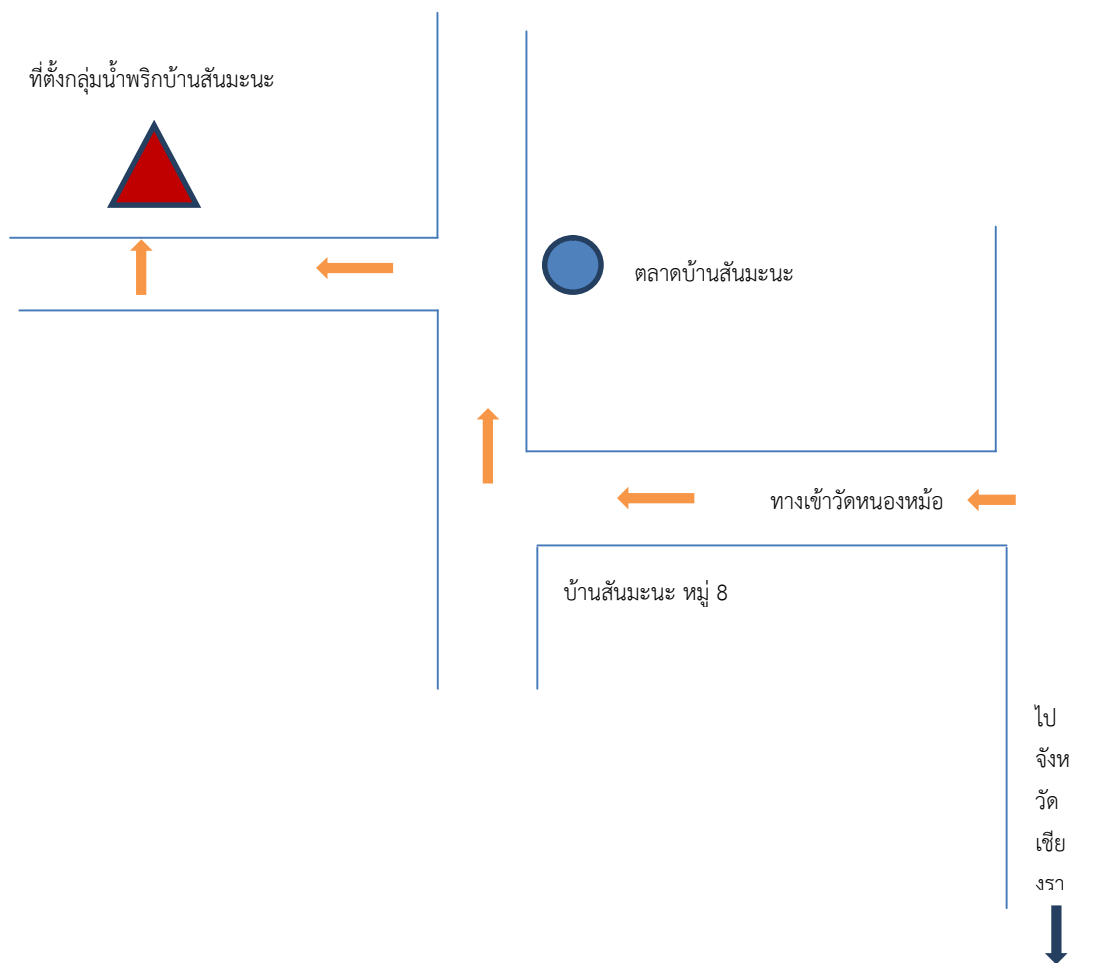 ที่ตั้งกลุ่มน้ำพริกบ้านสันมะนะ
ตลาดบ้านสันมะนะ
ทางเข้าวัดหนองหม้อ
บ้านสันมะนะ หมู่ 8
ไป
จังห
วัด
เชีย
งรา